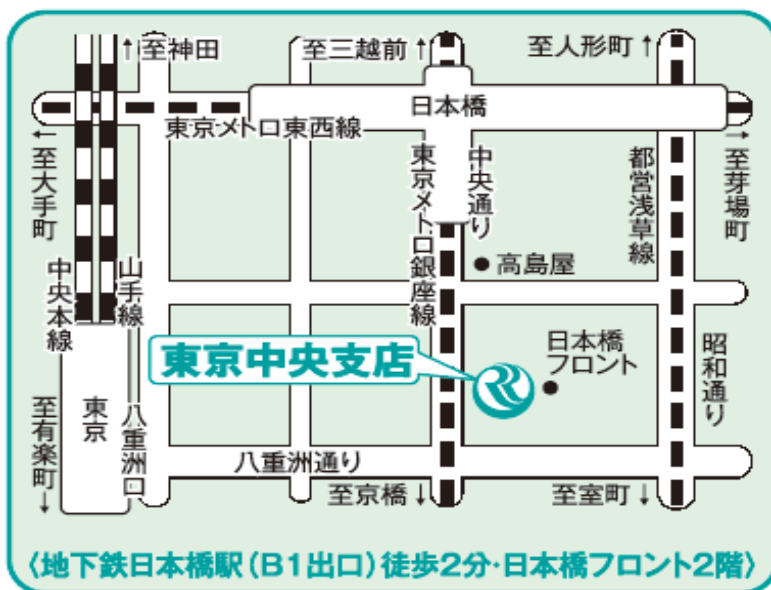 ↑至神田
至三越前↑
至人形町↑
日本橋
東京メトロ東西線
←至大手町
→至茅場町
東京メトロ銀座線
中央通り
都営浅草線
中央本線
山手線
●高島屋
東京中央支店
日本橋
フロント
昭和通り
至有楽町↓
東京
八重洲口
八重洲通り
至京橋↓
至室町↓
〈地下鉄日本橋駅(B1出口)徒歩2分・日本橋フロント2階〉